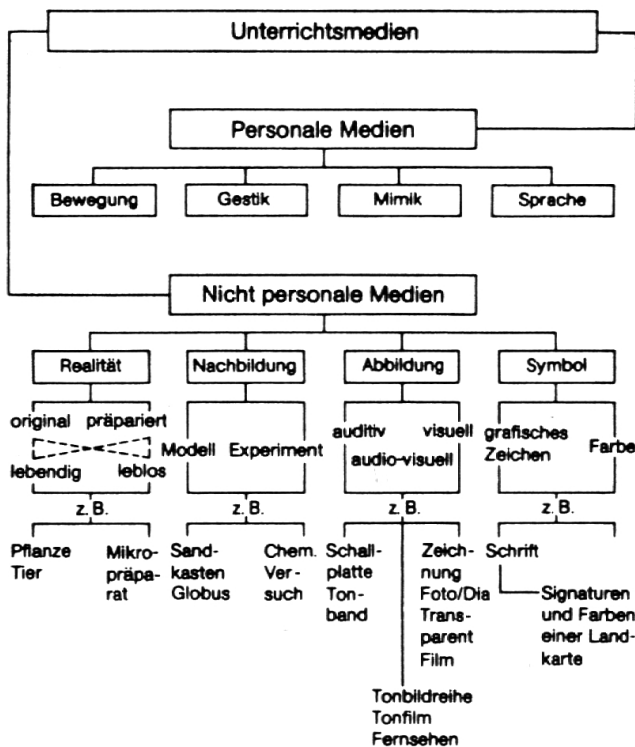 Unterrichtsmedien
Personale Medien
Bewegung
Gestik
Mimik
Sprache
Nicht personale Medien
Realität
Nachbildung
Abbildung
Symbol
original präpariert
lebendig leblos
Modell Experiment
auditiv visuell
audio-visuell
grafisches
Zeichen
Farbe
z. B.
z. B.
z. B.
z. B.
Pflanze
Tier
Mikro-
präpa-
rat
Sand-
kasten
Globus
Chem.
Ver-
such
Schall-
platte
Ton-
band
Zeich-
nung
Foto/Dia
Trans-
parent
Film
Tonbildreihe
Tonfilm
Fernsehen
Schrift
Signaturen
und Farben
einer Land-
karte